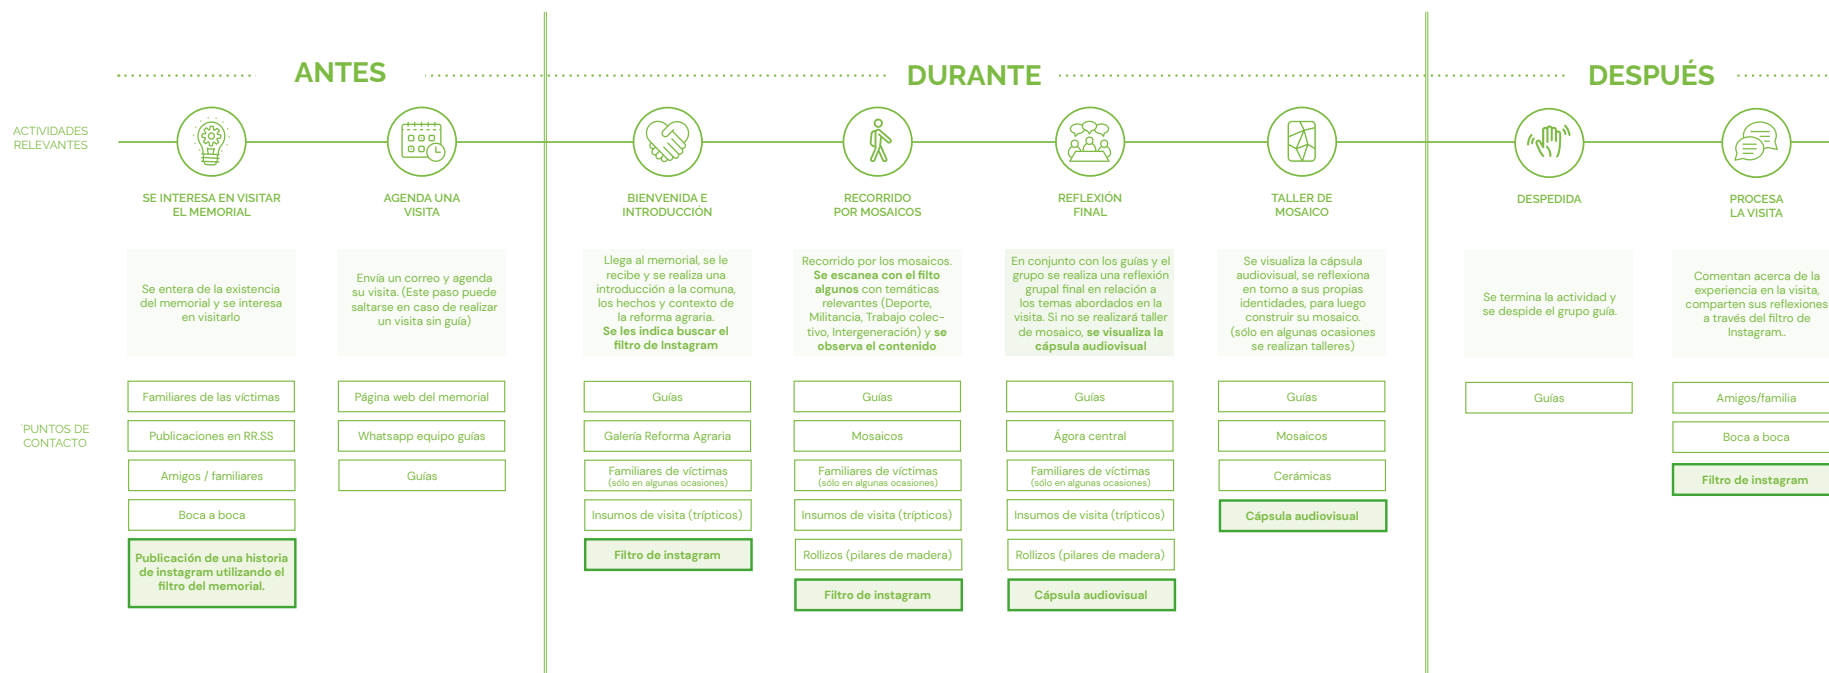 ANTES
DURANTE
DESPUÉS
ACTIVIDADES
RELEVANTES
SE INTERESA EN VISITAR
EL MEMORIAL
AGENDA UNA
VISITA
BIENVENIDA E
INTRODUCCIÓN
RECORRIDO
POR MOSAICOS
REFLEXIÓN
FINAL
TALLER DE
MOSAICO
DESPEDIDA
PROCESA
LA VISITA
Se entera de la existencia
del memorial y se interesa
en visitarlo
Envía un correo y agenda
su visita. (Este paso puede
saltarse en caso de realizar
un visita sin guía)
Llega al memorial, se le
recibe y se realiza una
introducción a la comuna,
los hechos y contexto de
la reforma agraria.
Se les indica buscar el
filtro de Instagram
Recorrido por los mosaicos.
Se escanea con el filto
algunos con temáticas
relevantes (Deporte,
Militancia, Trabajo colec-
tivo, Intergeneración) y se
observa el contenido
En conjunto con los guías y el
grupo se realiza una reflexión
grupal final en relación a
los temas abordados en la
visita. Si no se realizará taller
de mosaico, se visualiza la
cápsula audiovisual
Se visualiza la cápsula
audiovisual, se reflexiona
en torno a sus propias
identidades, para luego
construir su mosaico.
(sólo en algunas ocasiones
se realizan talleres)
Se termina la actividad y
se despide el grupo guía.
Comentan acerca de la
experiencia en la visita,
comparten sus reflexiones
a través del filtro de
Instagram..
PUNTOS DE
CONTACTO
Familiares de las víctimas
Publicaciones en RR.SS
Amigos / familiares
Boca a boca
Publicación de una historia
de instagram utilizando el
filtro del memorial.
Página web del memorial
Whatsapp equipo guías
Guías
Guías
Galería Reforma Agraria
Familiares de víctimas
(sólo en algunas ocasiones)
Insumos de visita (trípticos)
Filtro de instagram
Guías
Mosaicos
Familiares de víctimas
(sólo en algunas ocasiones)
Insumos de visita (trípticos)
Rollizos (pilares de madera)
Filtro de instagram
Guías
Ágora central
Familiares de víctimas
(sólo en algunas ocasiones)
Insumos de visita (trípticos)
Rollizos (pilares de madera)
Cápsula audiovisual
Guías
Mosaicos
Cerámicas
Cápsula audiovisual
Guías
Amigos/familia
Boca a boca
Filtro de instagram